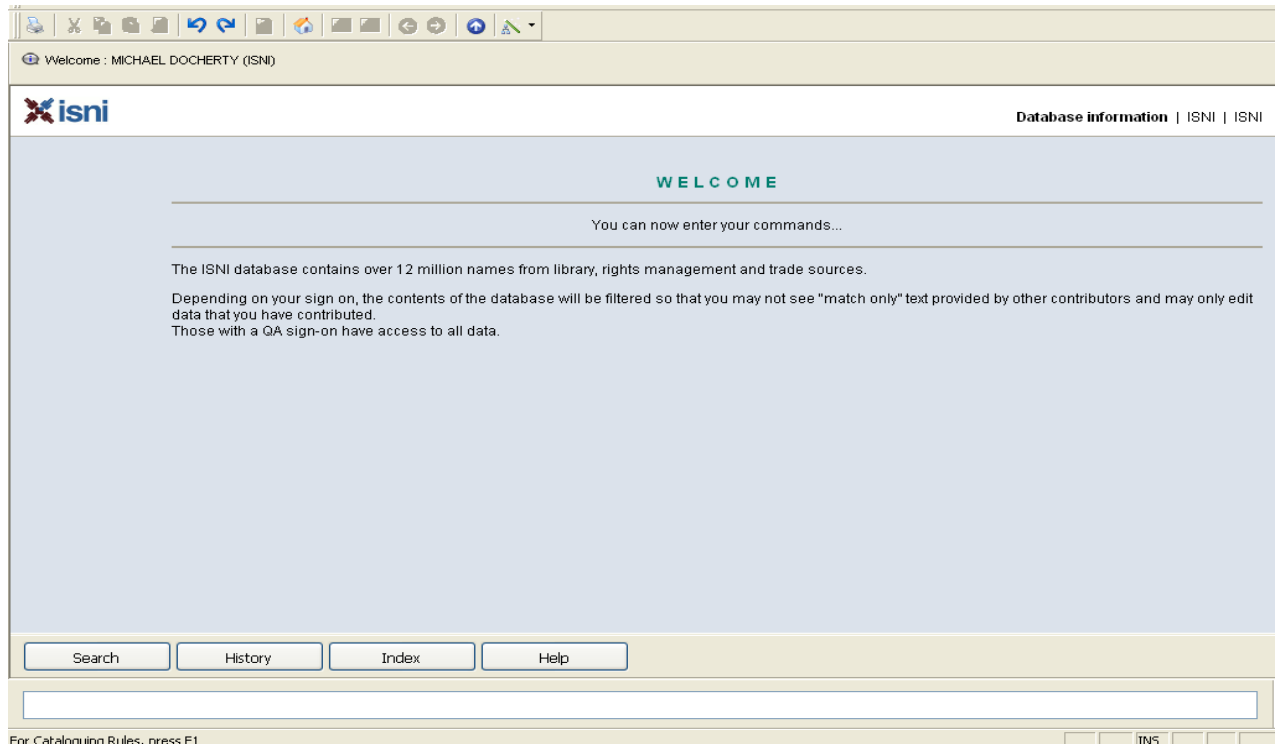 Welcome : MICHAEL DOCHERTY (ISNI)
isni
Database information | ISNI | ISNI
WELCOME
You can now enter your commands...
The ISNI database contains over 12 million names from library, rights management and trade sources.
Depending on your sign on, the contents of the database will be filtered so that you may not see "match only" text provided by other contributors and may only edit
data that you have contributed.
Those with a QA sign-on have access to all data.
Search History Index Help
For Cataloguing Rules, press F1
INS